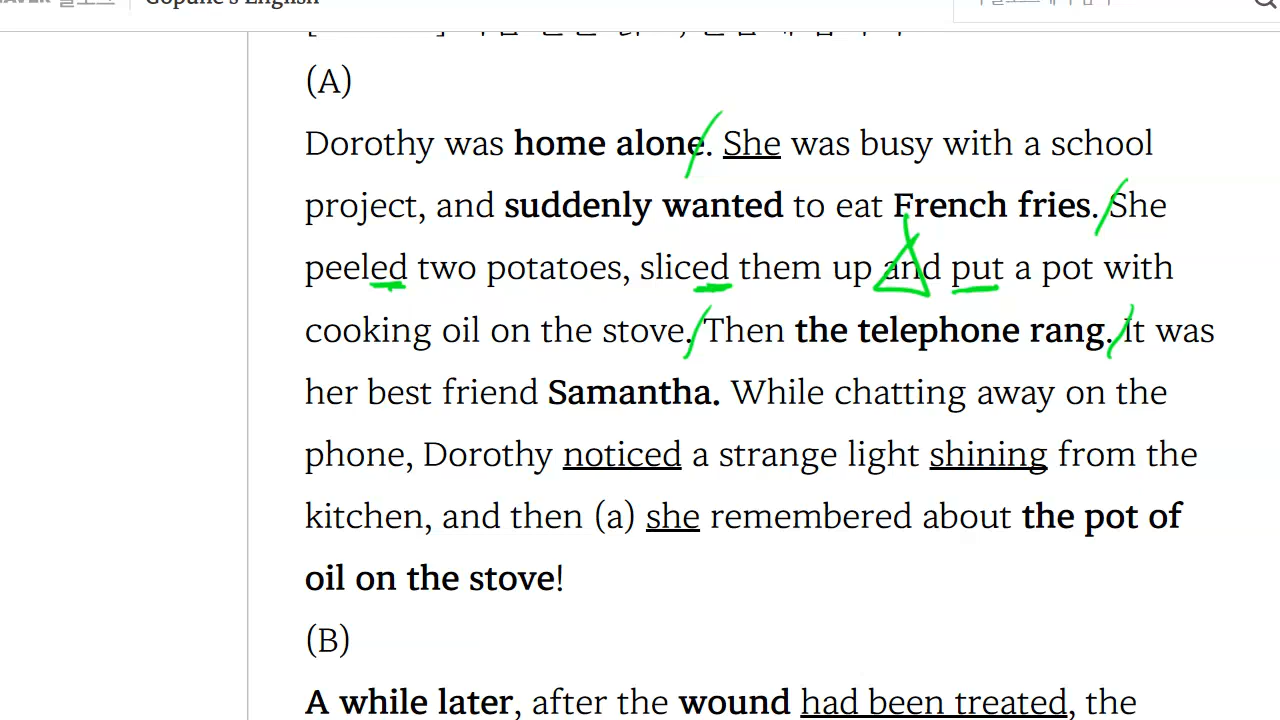 Gopune's English
(A)
Dorothy was home alone. She was busy with a school
project, and suddenly wanted to eat French fries. She
peeled two potatoes, sliced them up and put a pot with
cooking oil on the stove. Then the telephone rang. It was
her best friend Samantha. While chatting away on the
phone, Dorothy noticed a strange light shining from the
kitchen, and then (a) she remembered about the pot of
oil on the stove!
(B)
A while later, after the wound had been treated, the